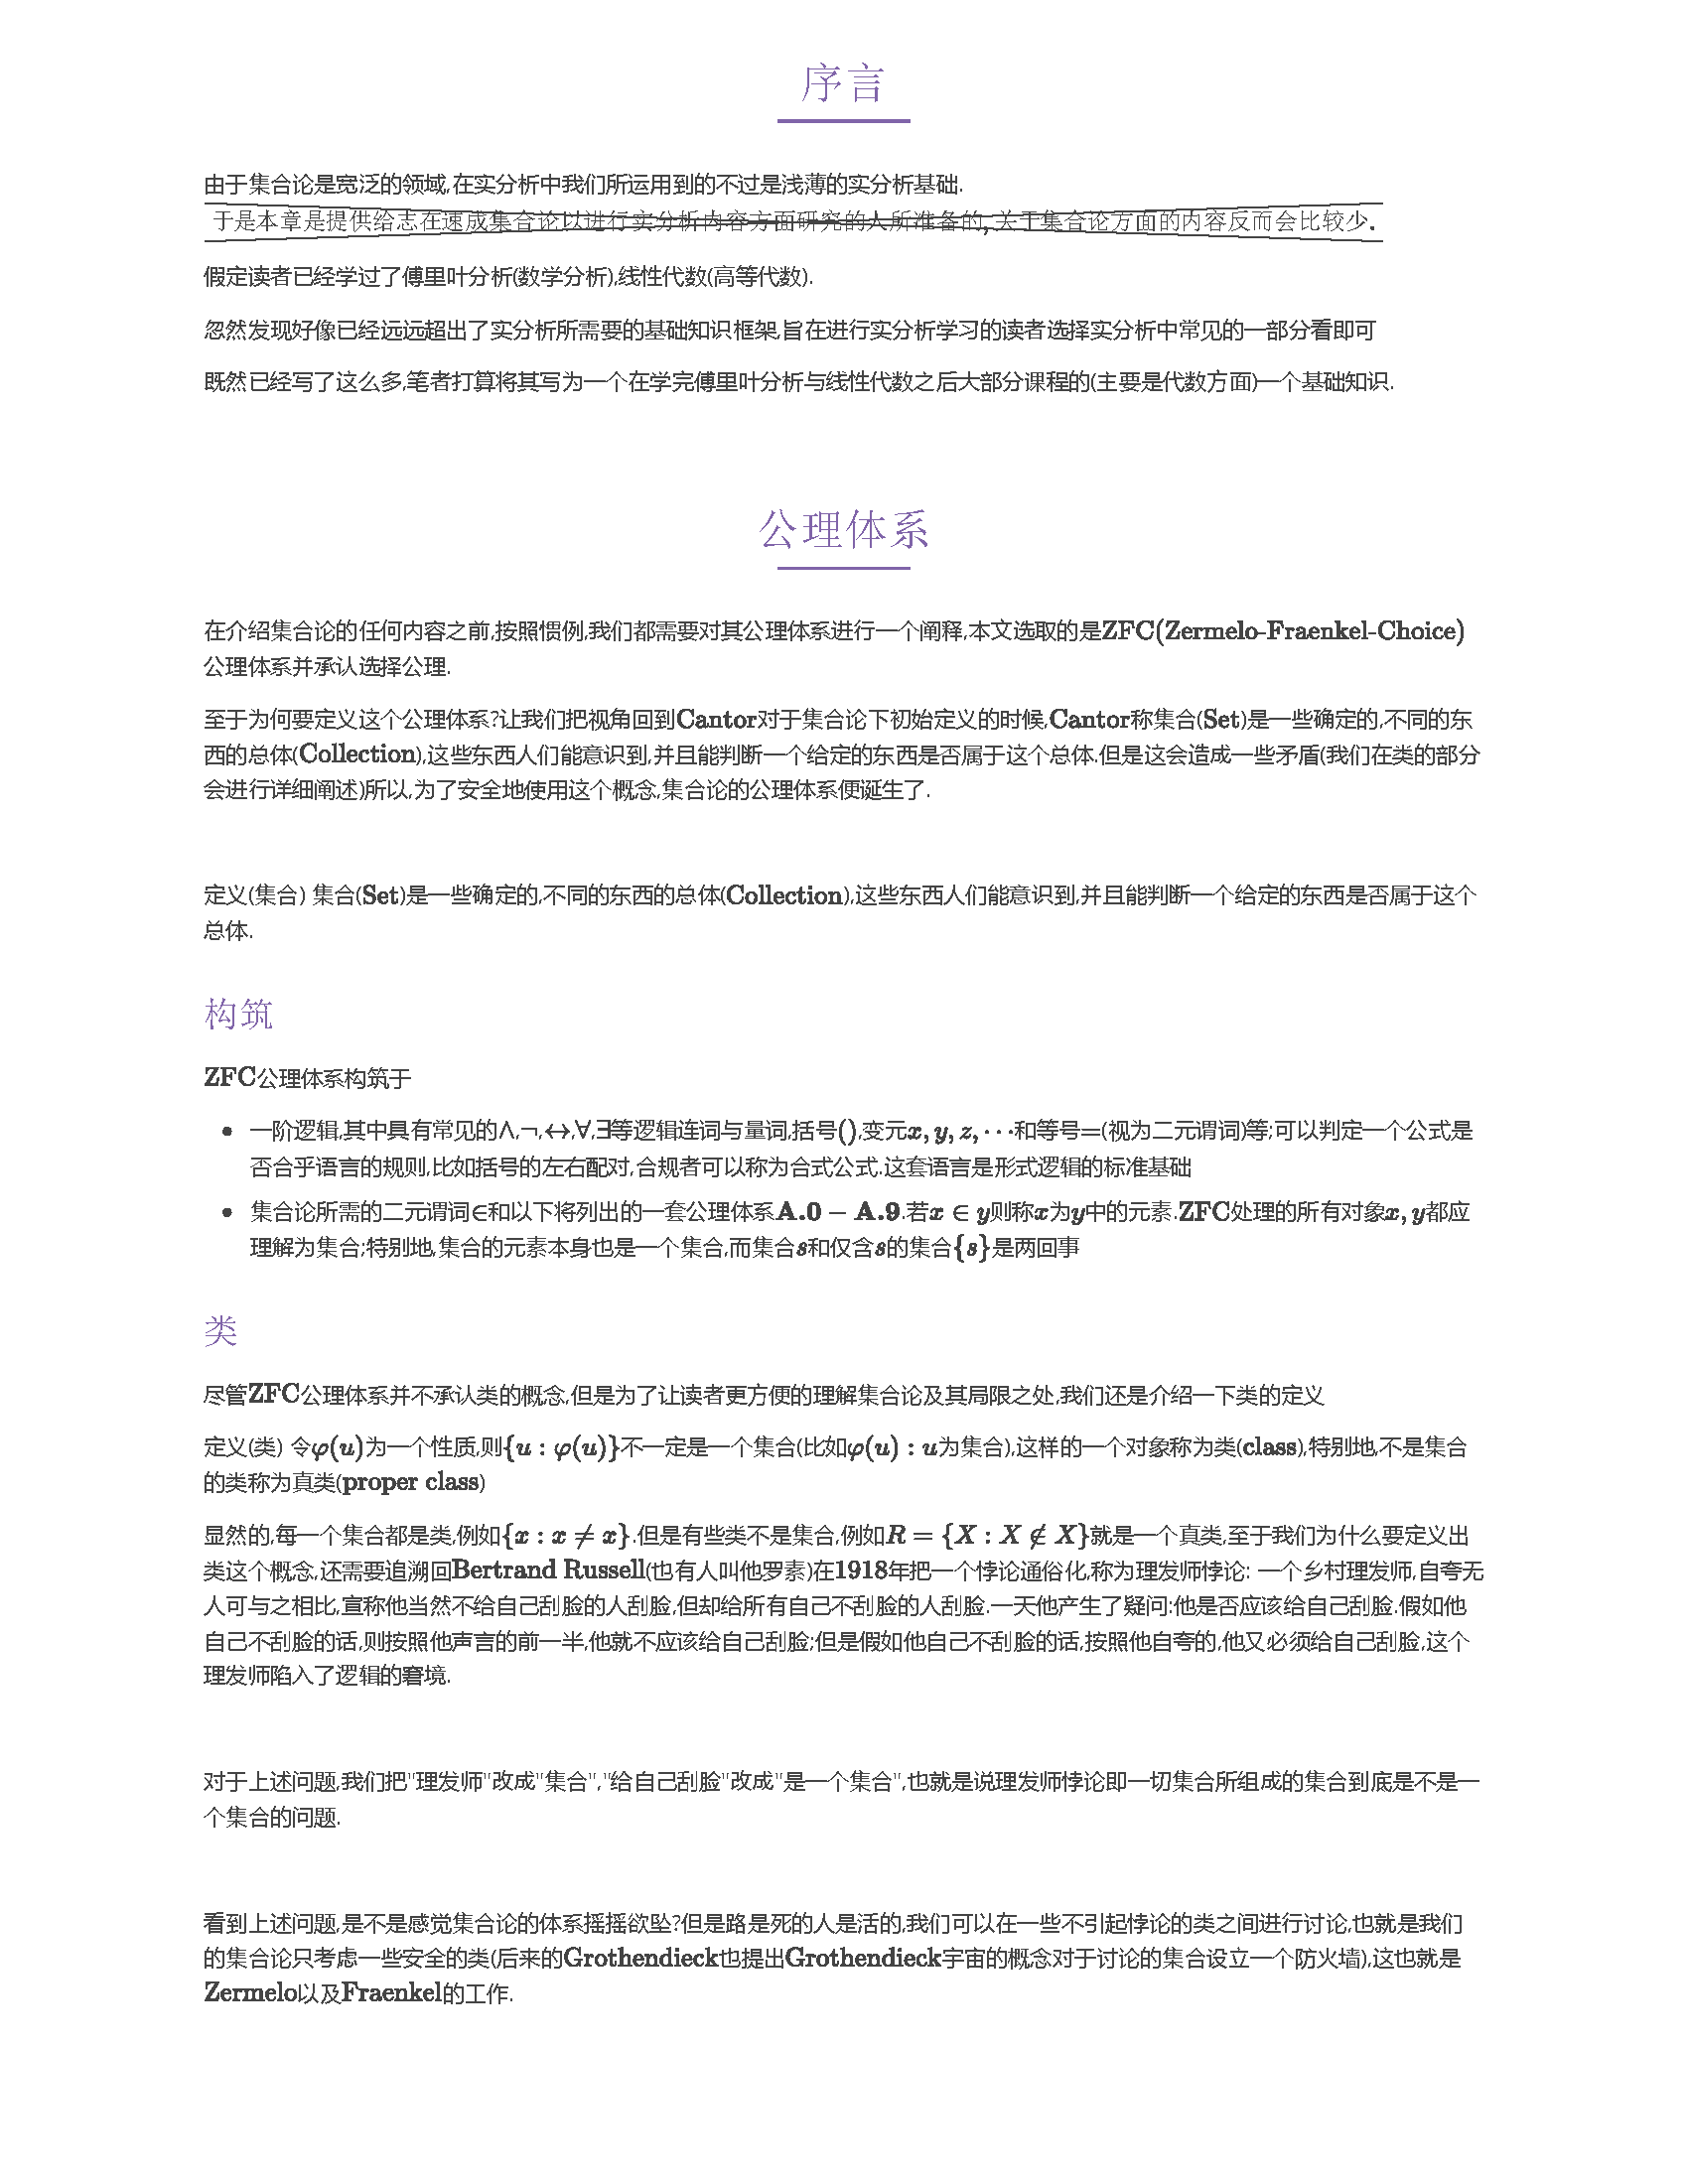 序言
由于集合论是宽泛的领域,在实分析中我们所运用到的不过是浅薄的实分析基础.
于是本章是提供给志在速成集合论以进行实分析内容方面研究的人所准备的,关于集合论方面的内容反而会比较少.
假定读者已经学过了傅里叶分析(数学分析),线性代数(高等代数).
忽然发现好像已经远远超出了实分析所需要的基础知识框架,旨在进行实分析学习的读者选择实分析中常见的一部分看即可
既然已经写了这么多,笔者打算将其写为一个在学完傅里叶分析与线性代数之后大部分课程的(主要是代数方面)一个基础知识.
公理体系
在介绍集合论的任何内容之前,按照惯例,我们都需要对其公理体系进行一个阐释,本文选取的是ZFC(Zermelo-Fraenkel-Choice)
公理体系并承认选择公理.
至于为何要定义这个公理体系?让我们把视角回到Cantor对于集合论下初始定义的时候,Cantor称集合(Set)是一些确定的,不同的东
西的总体(Collection),这些东西人们能意识到,并且能判断一个给定的东西是否属于这个总体.但是这会造成一些矛盾(我们在类的部分
会进行详细阐述)所以,为了安全地使用这个概念,集合论的公理体系便诞生了.
定义(集合) 集合(Set)是一些确定的,不同的东西的总体(Collection),这些东西人们能意识到,并且能判断一个给定的东西是否属于这个
总体.
构筑
ZFC公理体系构筑于
• 一阶逻辑,其中具有常见的∧,¬,↔,∀,∃等逻辑连词与量词,括号(),变元x, y, z, ⋯和等号=(视为二元谓词)等;可以判定一个公式是
否合乎语言的规则,比如括号的左右配对,合规者可以称为合式公式.这套语言是形式逻辑的标准基础
• 集合论所需的二元谓词∈和以下将列出的一套公理体系A.0 − A.9.若x ∈ y则称x为y中的元素.ZFC处理的所有对象x, y都应
理解为集合;特别地,集合的元素本身也是一个集合,而集合s和仅含s的集合{s}是两回事
类
尽管ZFC公理体系并不承认类的概念,但是为了让读者更方便的理解集合论及其局限之处,我们还是介绍一下类的定义
定义(类) 令φ(u)为一个性质,则{u : φ(u)}不一定是一个集合(比如φ(u) : u为集合),这样的一个对象称为类(class),特别地,不是集合
的类称为真类(proper class)
显然的,每一个集合都是类,例如{x : x ≠ x}.但是有些类不是集合,例如R = {X : X ∉ X}就是一个真类,至于我们为什么要定义出
类这个概念,还需要追溯回Bertrand Russell(也有人叫他罗素)在1918年把一个悖论通俗化,称为理发师悖论: 一个乡村理发师,自夸无
人可与之相比,宣称他当然不给自己刮脸的人刮脸,但却给所有自己不刮脸的人刮脸.一天他产生了疑问:他是否应该给自己刮脸.假如他
自己不刮脸的话,则按照他声言的前一半,他就不应该给自己刮脸;但是假如他自己不刮脸的话,按照他自夸的,他又必须给自己刮脸,这个
理发师陷入了逻辑的窘境.
对于上述问题,我们把"理发师"改成"集合","给自己刮脸"改成"是一个集合",也就是说理发师悖论即一切集合所组成的集合到底是不是一
个集合的问题.
看到上述问题,是不是感觉集合论的体系摇摇欲坠?但是路是死的人是活的,我们可以在一些不引起悖论的类之间进行讨论,也就是我们
的集合论只考虑一些安全的类(后来的Grothendieck也提出Grothendieck宇宙的概念对于讨论的集合设立一个防火墙),这也就是
Zermelo以及Fraenkel的工作.